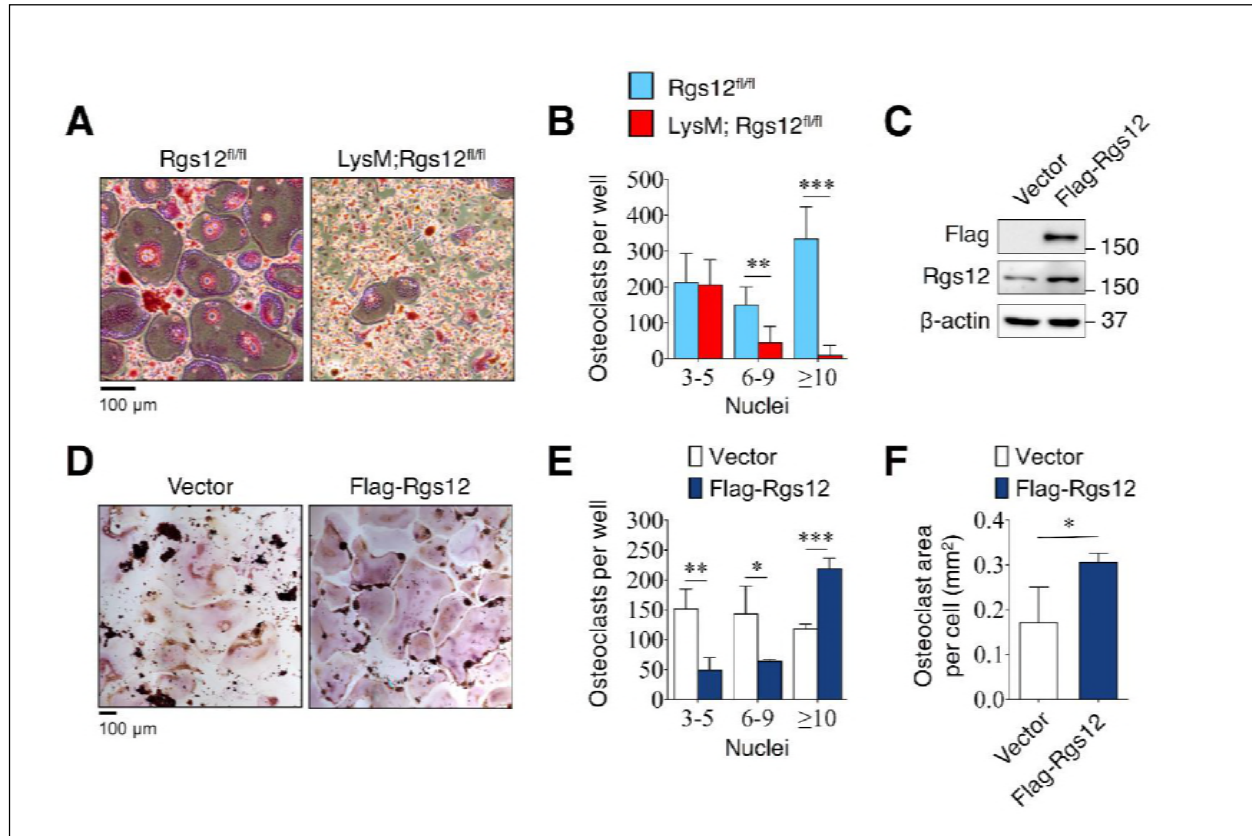 A
Rgs12fl/fl
LysM;Rgs12fl/fl
100 μm
B
Rgs12fl/fl
LysM; Rgs12fl/fl
Osteoclasts per well
500
400
300
200
100
0
**
***
3-5
6-9
≥10
Nuclei
C
Vector
Flag-Rgs12
Flag
150
Rgs12
150
β-actin
37
D
Vector
Flag-Rgs12
100 μm
E
Vector
Flag-Rgs12
Osteoclasts per well
300
250
200
150
100
50
0
**
*
***
3-5
6-9
≥10
Nuclei
F
Vector
Flag-Rgs12
Osteoclast area
per cell (mm²)
0.4
0.3
0.2
0.1
0.0
*
Vector
Flag-Rgs12